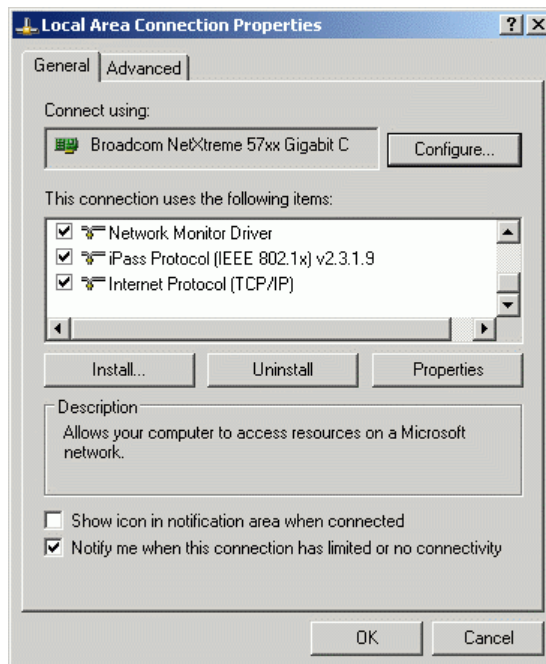 Local Area Connection Properties
General
Advanced
Connect using:
Broadcom NetXtreme 57xx Gigabit C
Configure...
This connection uses the following items:
Network Monitor Driver
iPass Protocol (IEEE 802.1x) v2.3.1.9
Internet Protocol (TCP/IP)
Install...
Uninstall
Properties
Description
Allows your computer to access resources on a Microsoft
network.
Show icon in notification area when connected
Notify me when this connection has limited or no connectivity
OK
Cancel